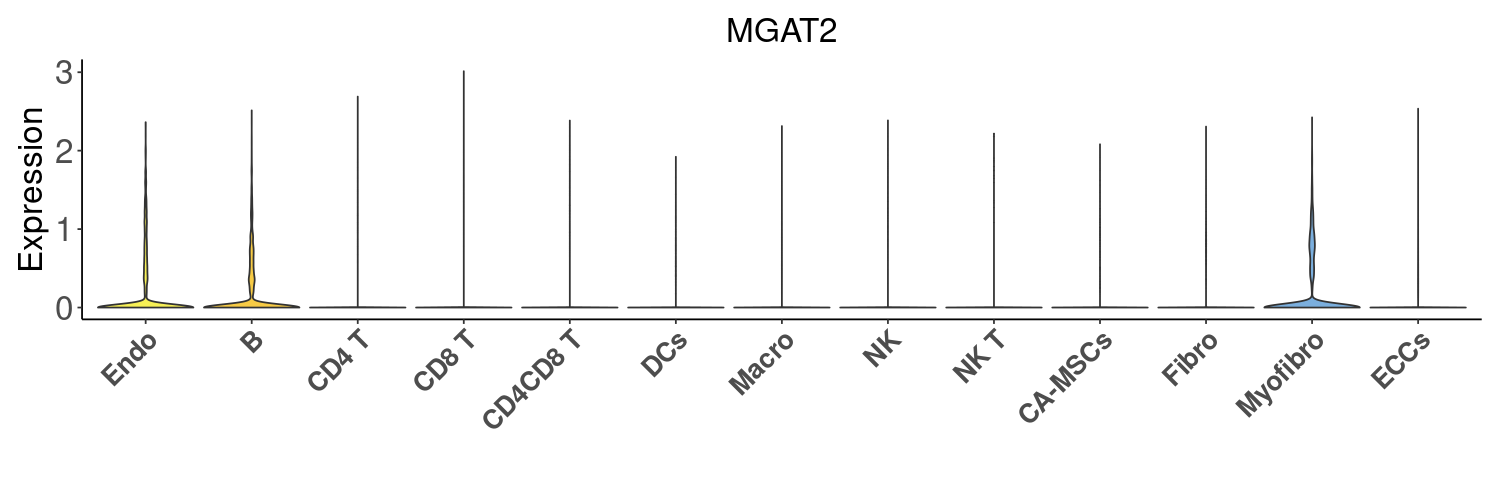 MGAT2
Expression
3
2
1
0
Endo
B
CD4 T
CD8 T
CD4CD8 T
DCs
Macro
NK
NK T
CA-MSCs
Fibro
Myofibro
ECCs